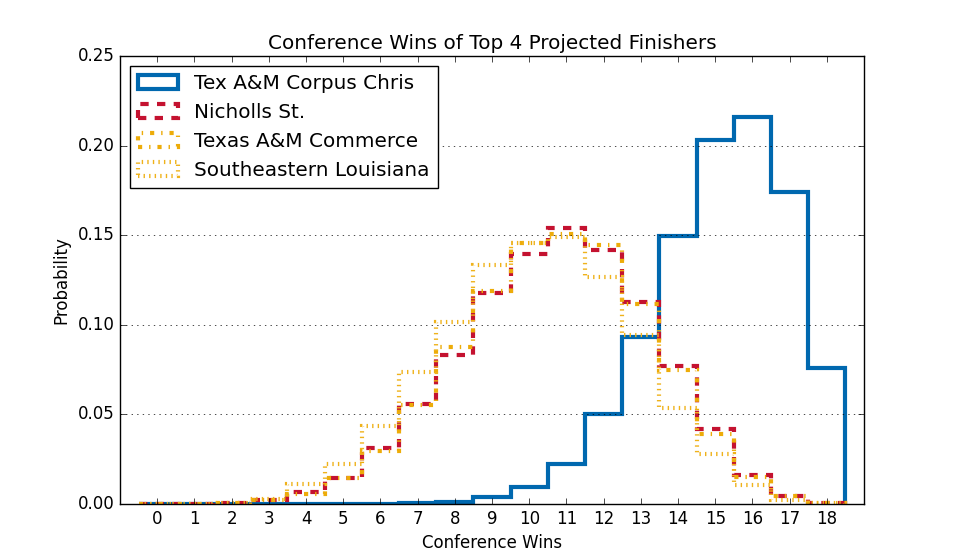 Conference Wins of Top 4 Projected Finishers
0.25
0.20
0.15
0.10
0.05
0.00
Probability
Tex A&M Corpus Chris
Nicholls St.
Texas A&M Commerce
Southeastern Louisiana
0 1 2 3 4 5 6 7 8 9 10 11 12 13 14 15 16 17 18
Conference Wins